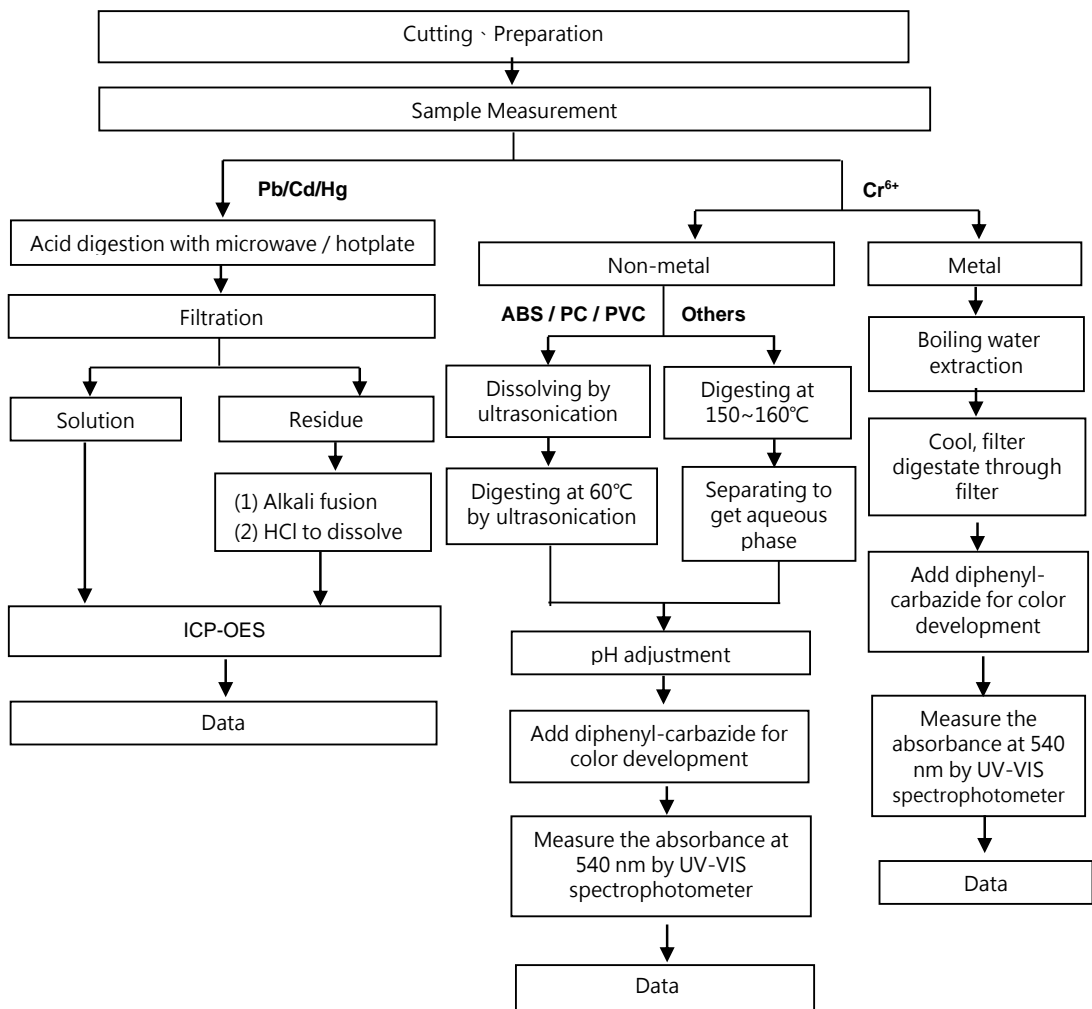 Cutting、Preparation
Sample Measurement
Pb/Cd/Hg
Cr⁶⁺
Acid digestion with microwave / hotplate
Non-metal
Metal
Filtration
ABS / PC / PVC
Others
Boiling water
extraction
Solution
Residue
Dissolving by
ultrasonication
Digesting at
150~160℃
Cool, filter
digestate through
filter
(1) Alkali fusion
(2) HCl to dissolve
Digesting at 60℃
by ultrasonication
Separating to
get aqueous
phase
Add diphenyl-
carbazide for color
development
ICP-OES
pH adjustment
Data
Add diphenyl-carbazide for
color development
Measure the
absorbance at 540
nm by UV-VIS
spectrophotometer
Measure the absorbance at
540 nm by UV-VIS
spectrophotometer
Data
Data